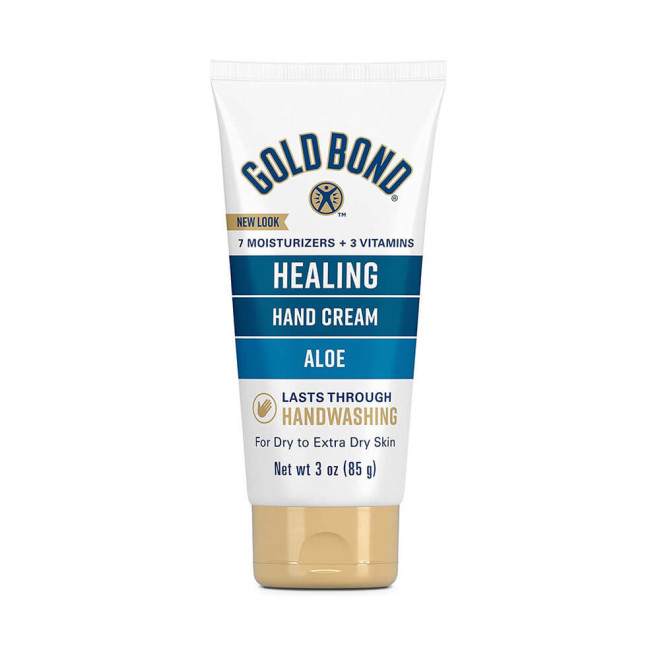 GOLD BOND®
™
NEW LOOK
7 MOISTURIZERS + 3 VITAMINS
HEALING
HAND CREAM
ALOE
LASTS THROUGH
HANDWASHING
For Dry to Extra Dry Skin
Net wt 3 oz (85 g)